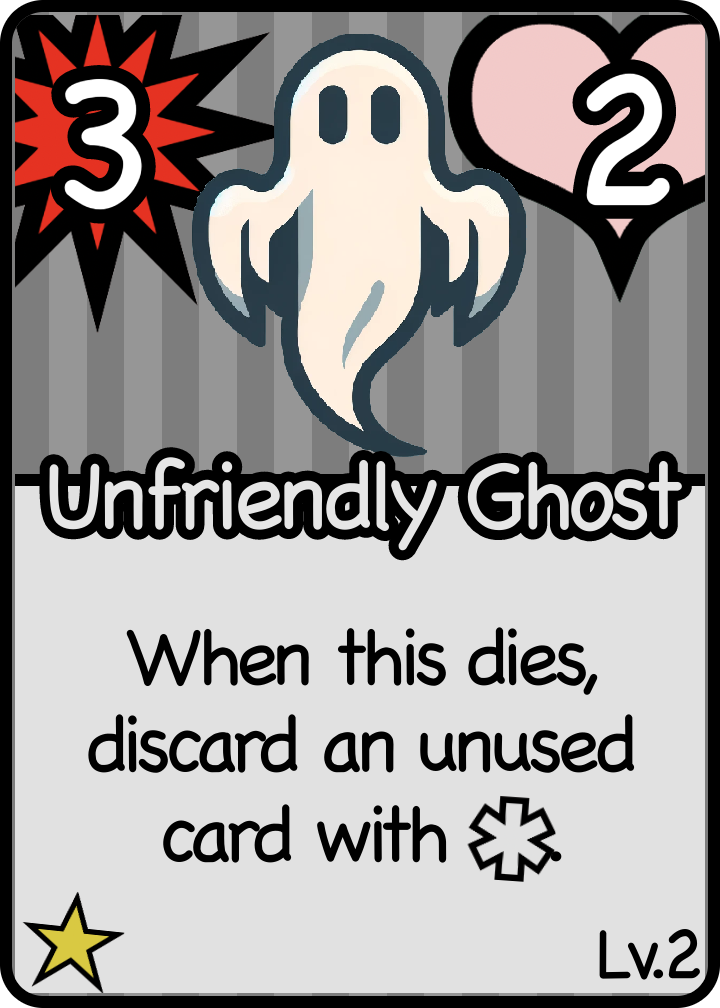 3
2
Unfriendly Ghost
When this dies,
discard an unused
card with *.
Lv.2